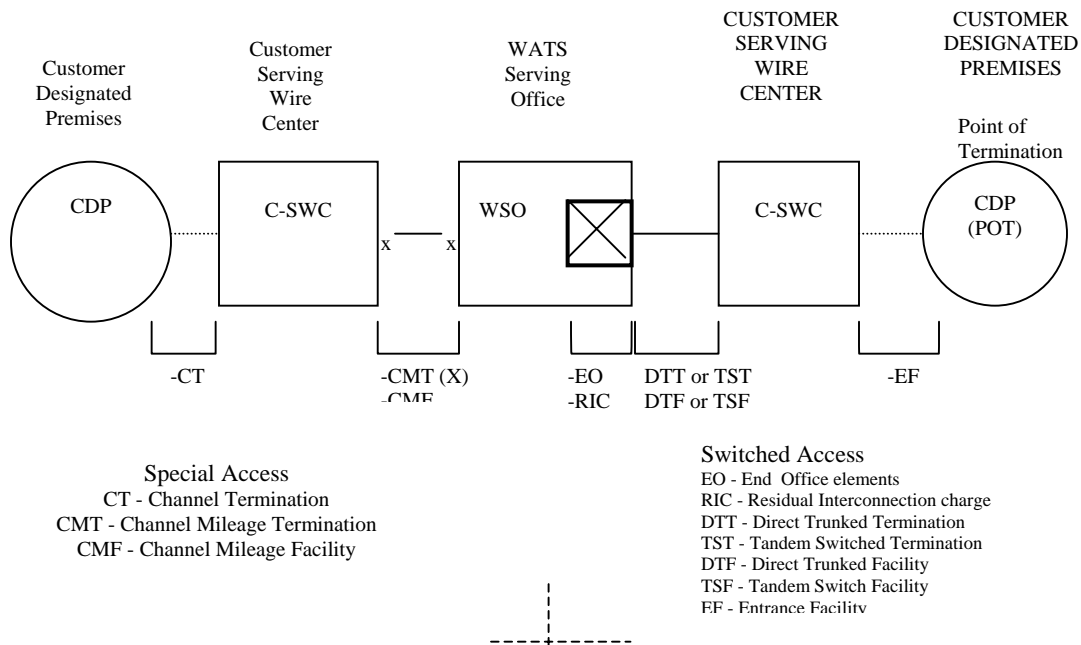 Customer
Designated
Premises
Customer
Serving
Wire
Center
WATS
Serving
Office
CUSTOMER
SERVING
WIRE
CENTER
CUSTOMER
DESIGNATED
PREMISES
Point of
Termination
CDP
C-SWC
x
x
WSO
C-SWC
CDP
(POT)
-CT
-CMT (X)
-CMF
-EO
-RIC
DTT or TST
DTF or TSF
-EF
Special Access
CT - Channel Termination
CMT - Channel Mileage Termination
CMF - Channel Mileage Facility
Switched Access
EO - End Office elements
RIC - Residual Interconnection charge
DTT - Direct Trunked Termination
TST - Tandem Switched Termination
DTF - Direct Trunked Facility
TSF - Tandem Switch Facility
EF - Entrance Facility